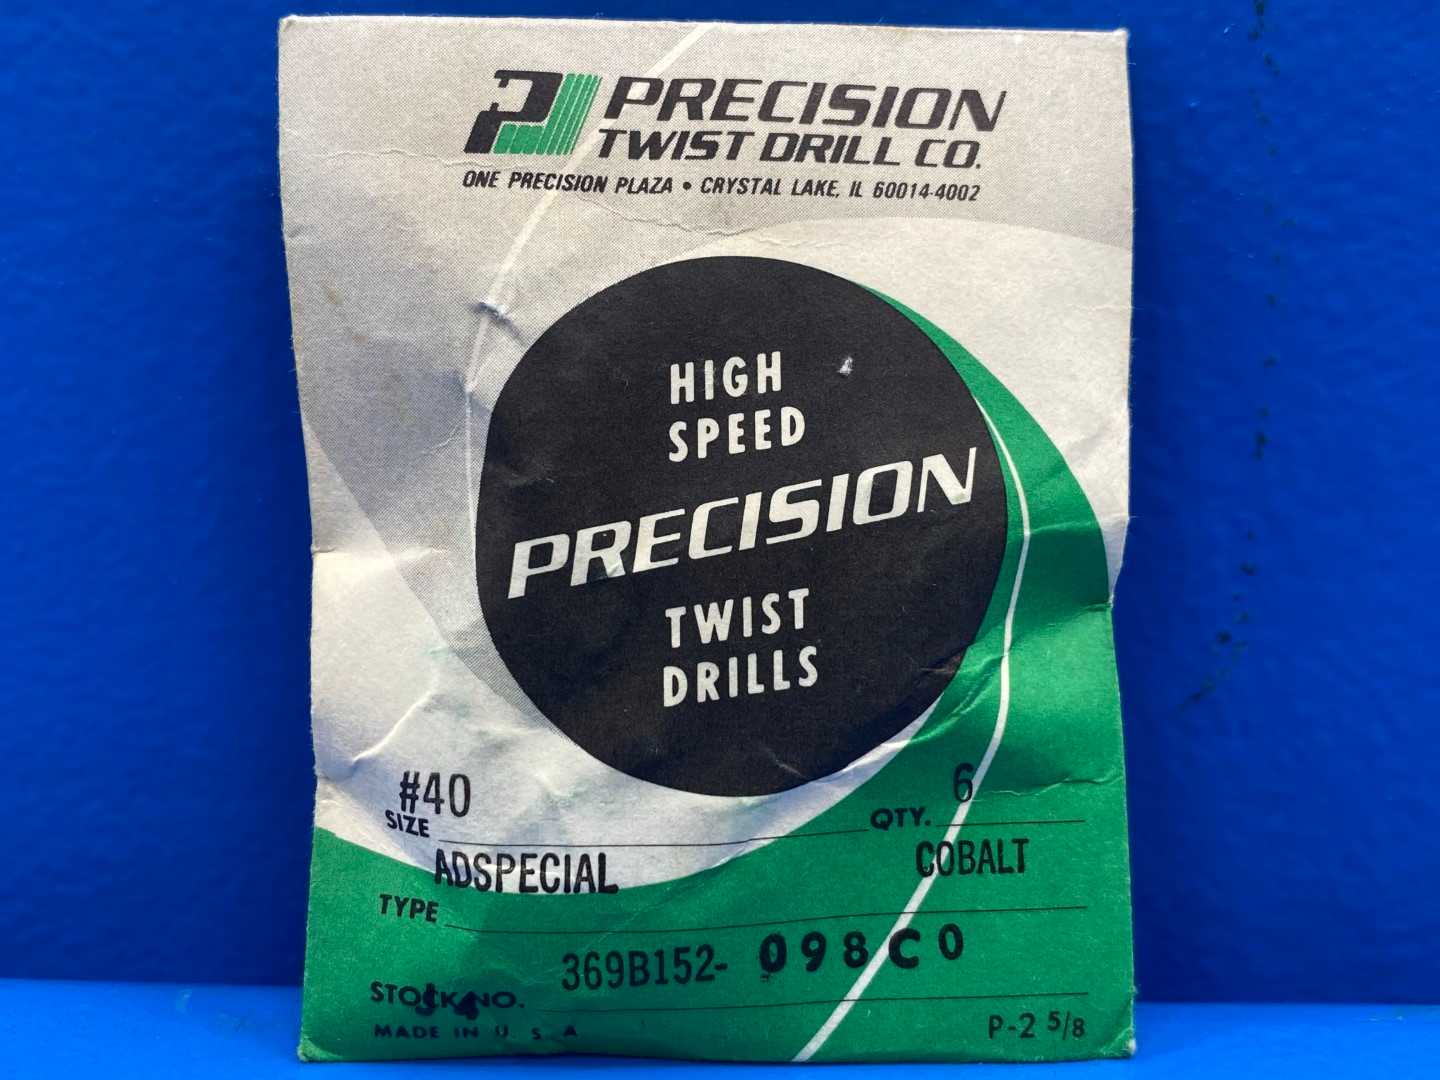 PRECISION
TWIST DRILL CO.
ONE PRECISION PLAZA • CRYSTAL LAKE, IL 60014-4002
HIGH
SPEED
PRECISION
TWIST
DRILLS
#40
SIZE
6
QTY.
ADSPECIAL
COBALT
TYPE
369B152-098CO
STOCK NO.
MADE IN U S A
P-2 5/8